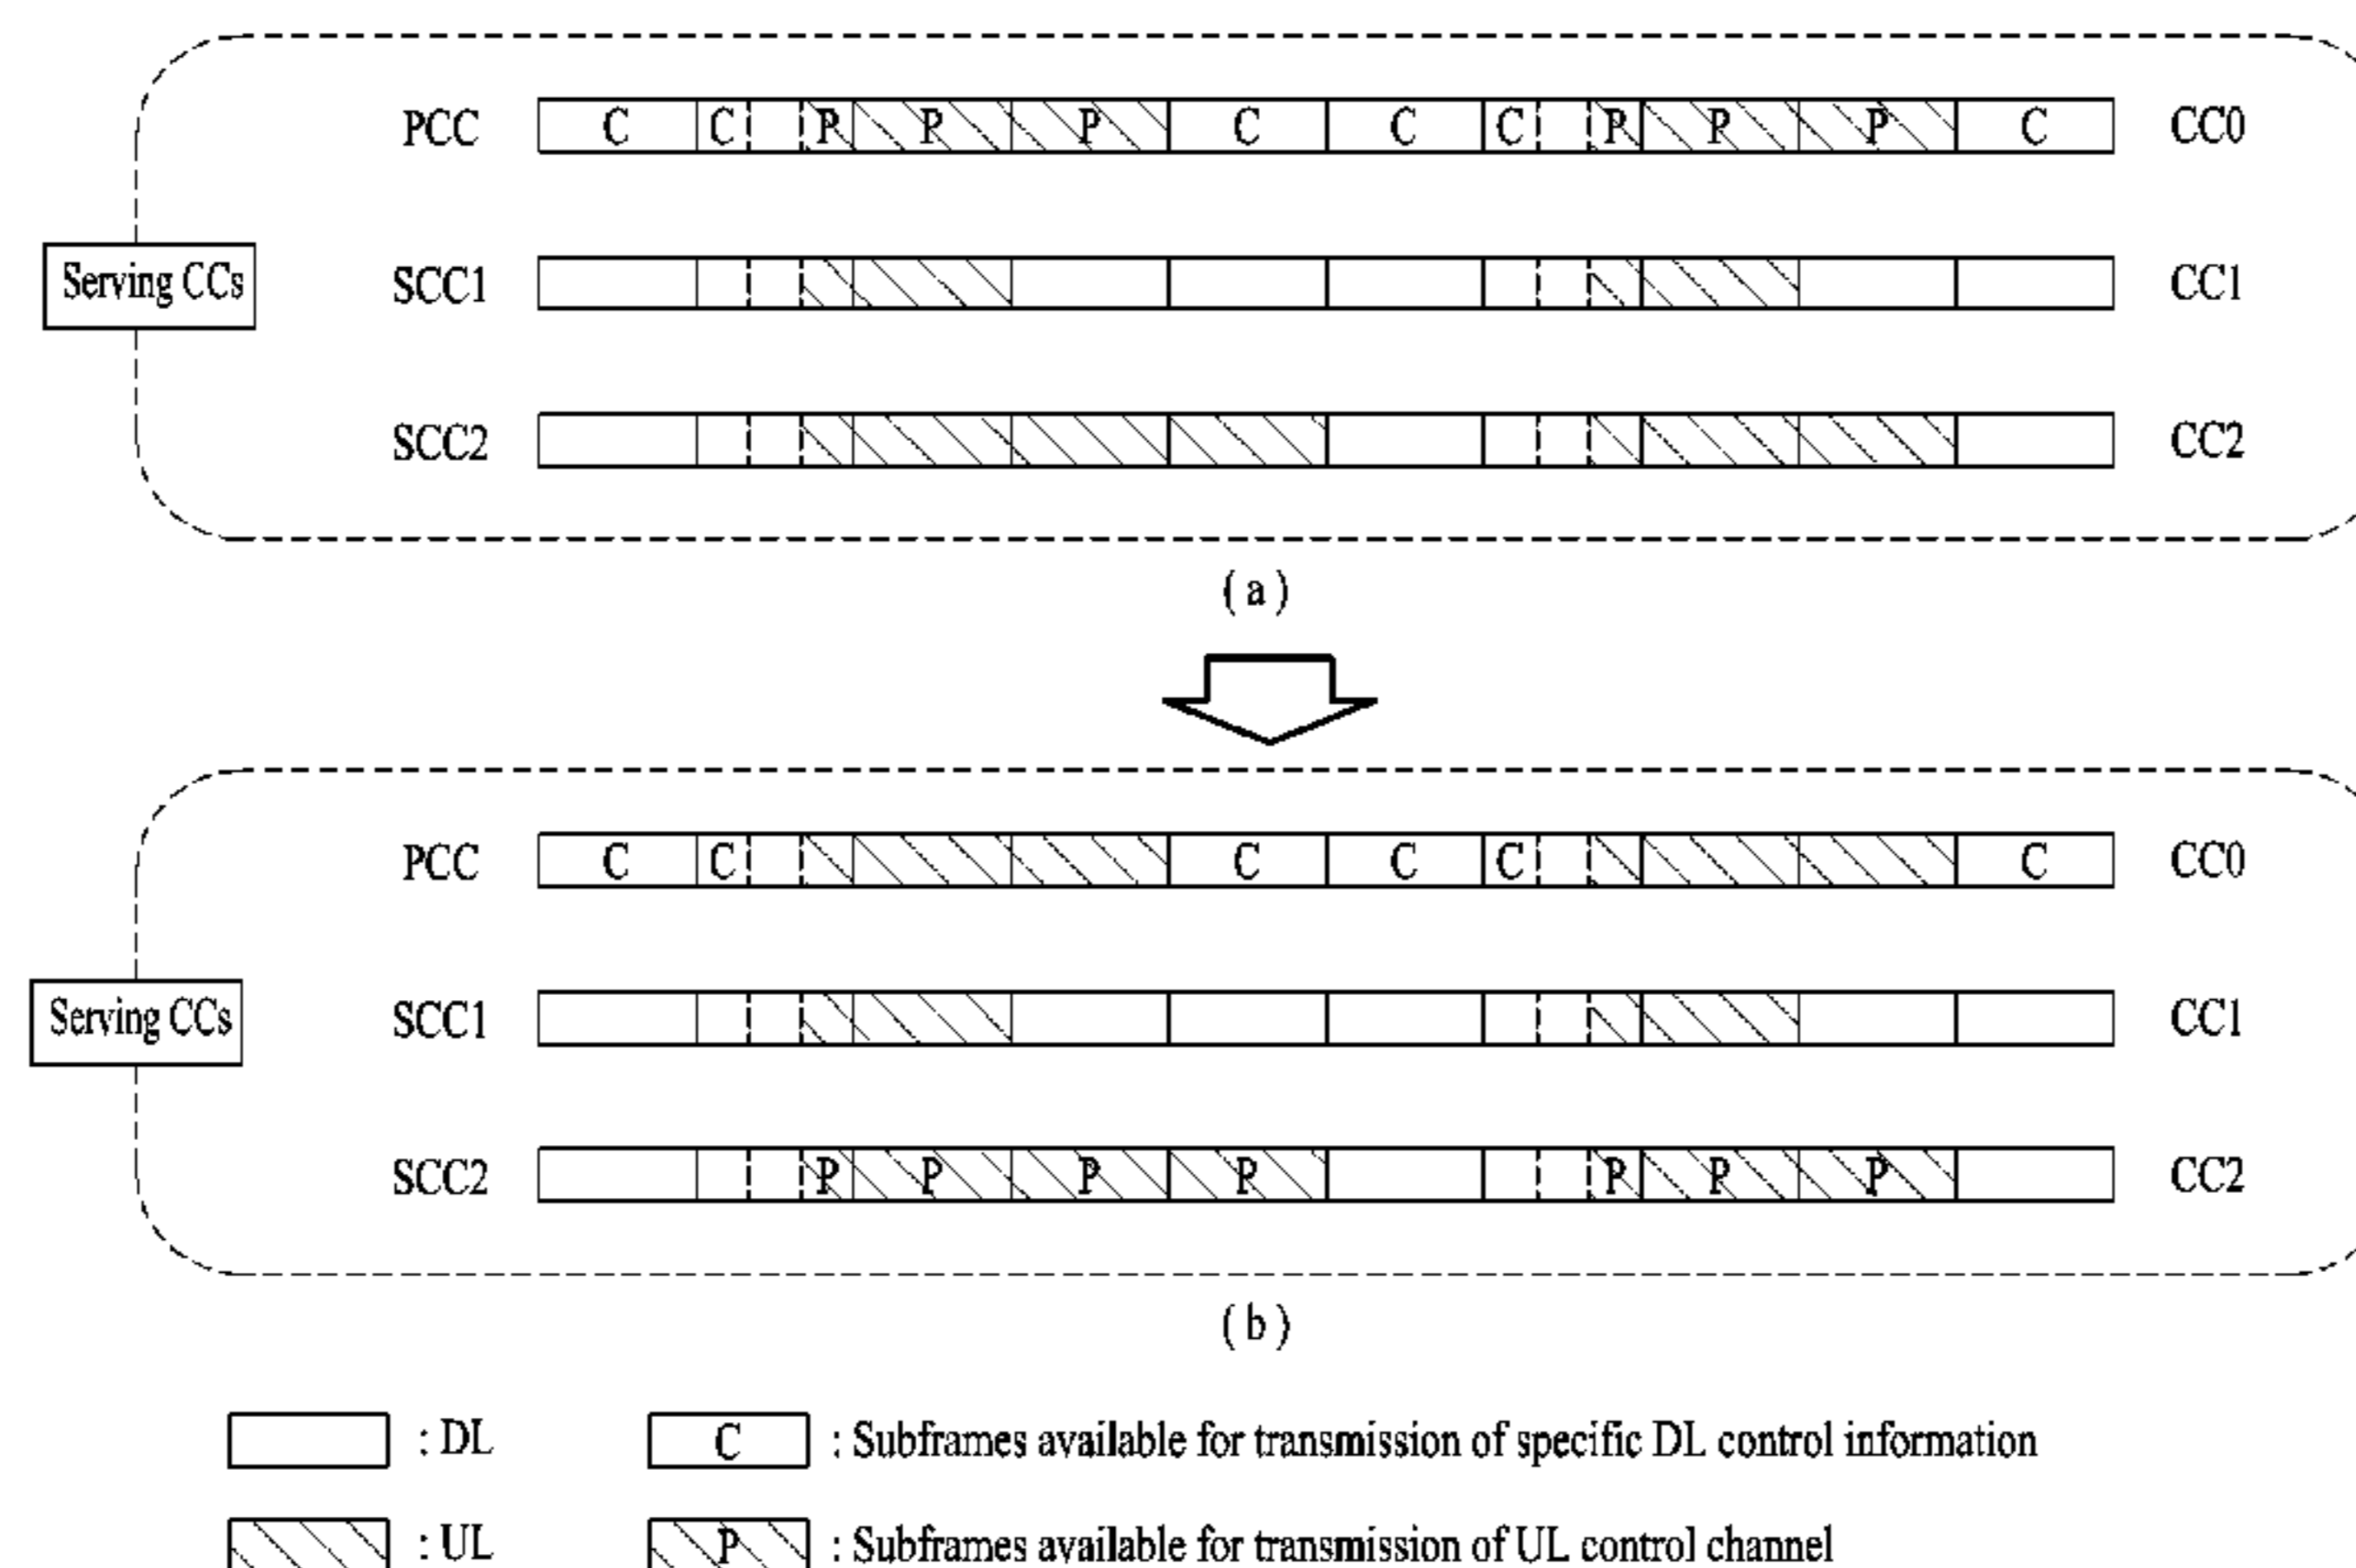 PCC C C P P P C C C P P P C CC0
Serving CCs
SCC1 CC1
SCC2 CC2
( a )
PCC C C C C C C CC0
Serving CCs
SCC1 CC1
SCC2 P P P P P P P CC2
( b )
: DL C : Subframes available for transmission of specific DL control information
: UL P : Subframes available for transmission of UL control channel